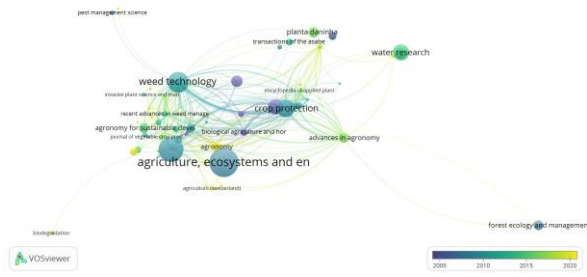 pest management science
planta daninha
transactions of the asabe
water research
weed technology
invasive plant science and man
encyclopedia of applied plant
crop protection
recent advances in weed manage
agronomy for sustainable devel
biological agriculture and hor
journal of vegetable crop prod
advances in agronomy
agronomy
agriculture, ecosystems and en
agriculture (switzerland)
forest ecology and management
biodegradation
VOSviewer
2005 2010 2015 2020